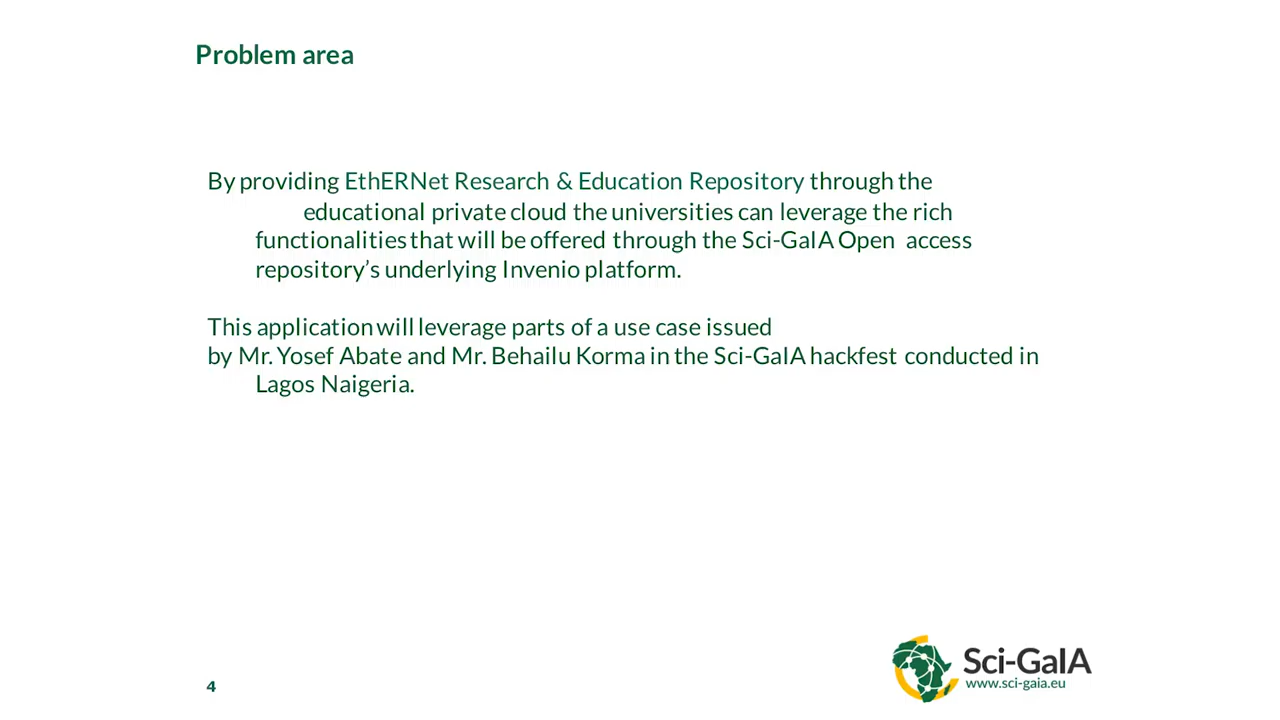 Problem area
By providing EthERNet Research & Education Repository through the
educational private cloud the universities can leverage the rich
functionalities that will be offered through the Sci-GaIA Open access
repository’s underlying Invenio platform.
This application will leverage parts of a use case issued
by Mr. Yosef Abate and Mr. Behailu Korma in the Sci-GaIA hackfest conducted in
Lagos Naigeria.
4
Sci-GaIA
www.sci-gaia.eu